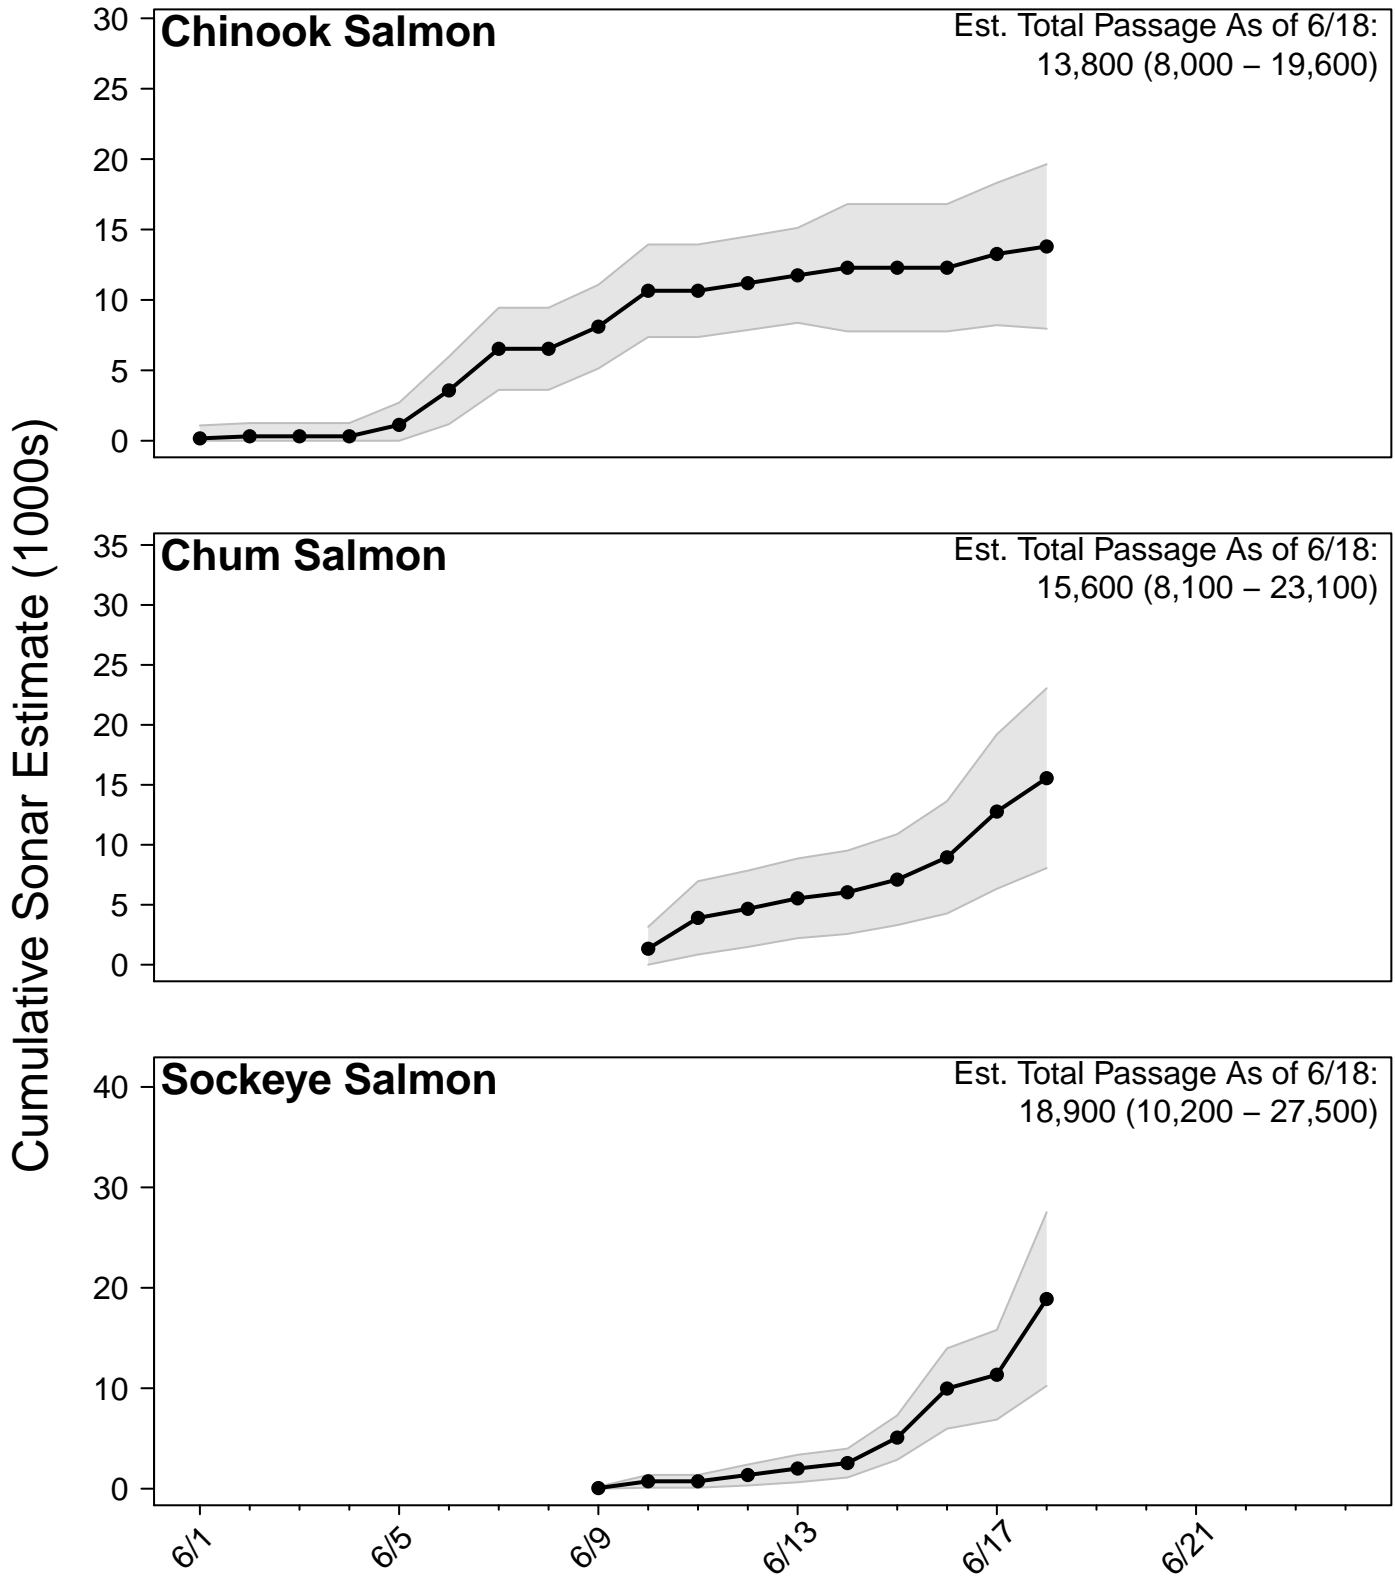 Cumulative Sonar Estimate (1000s)
Chinook Salmon
Est. Total Passage As of 6/18:
13,800 (8,000 – 19,600)
30
25
20
15
10
5
0
Chum Salmon
Est. Total Passage As of 6/18:
15,600 (8,100 – 23,100)
35
30
25
20
15
10
5
0
Sockeye Salmon
Est. Total Passage As of 6/18:
18,900 (10,200 – 27,500)
40
30
20
10
0
6/1
6/5
6/9
6/13
6/17
6/21